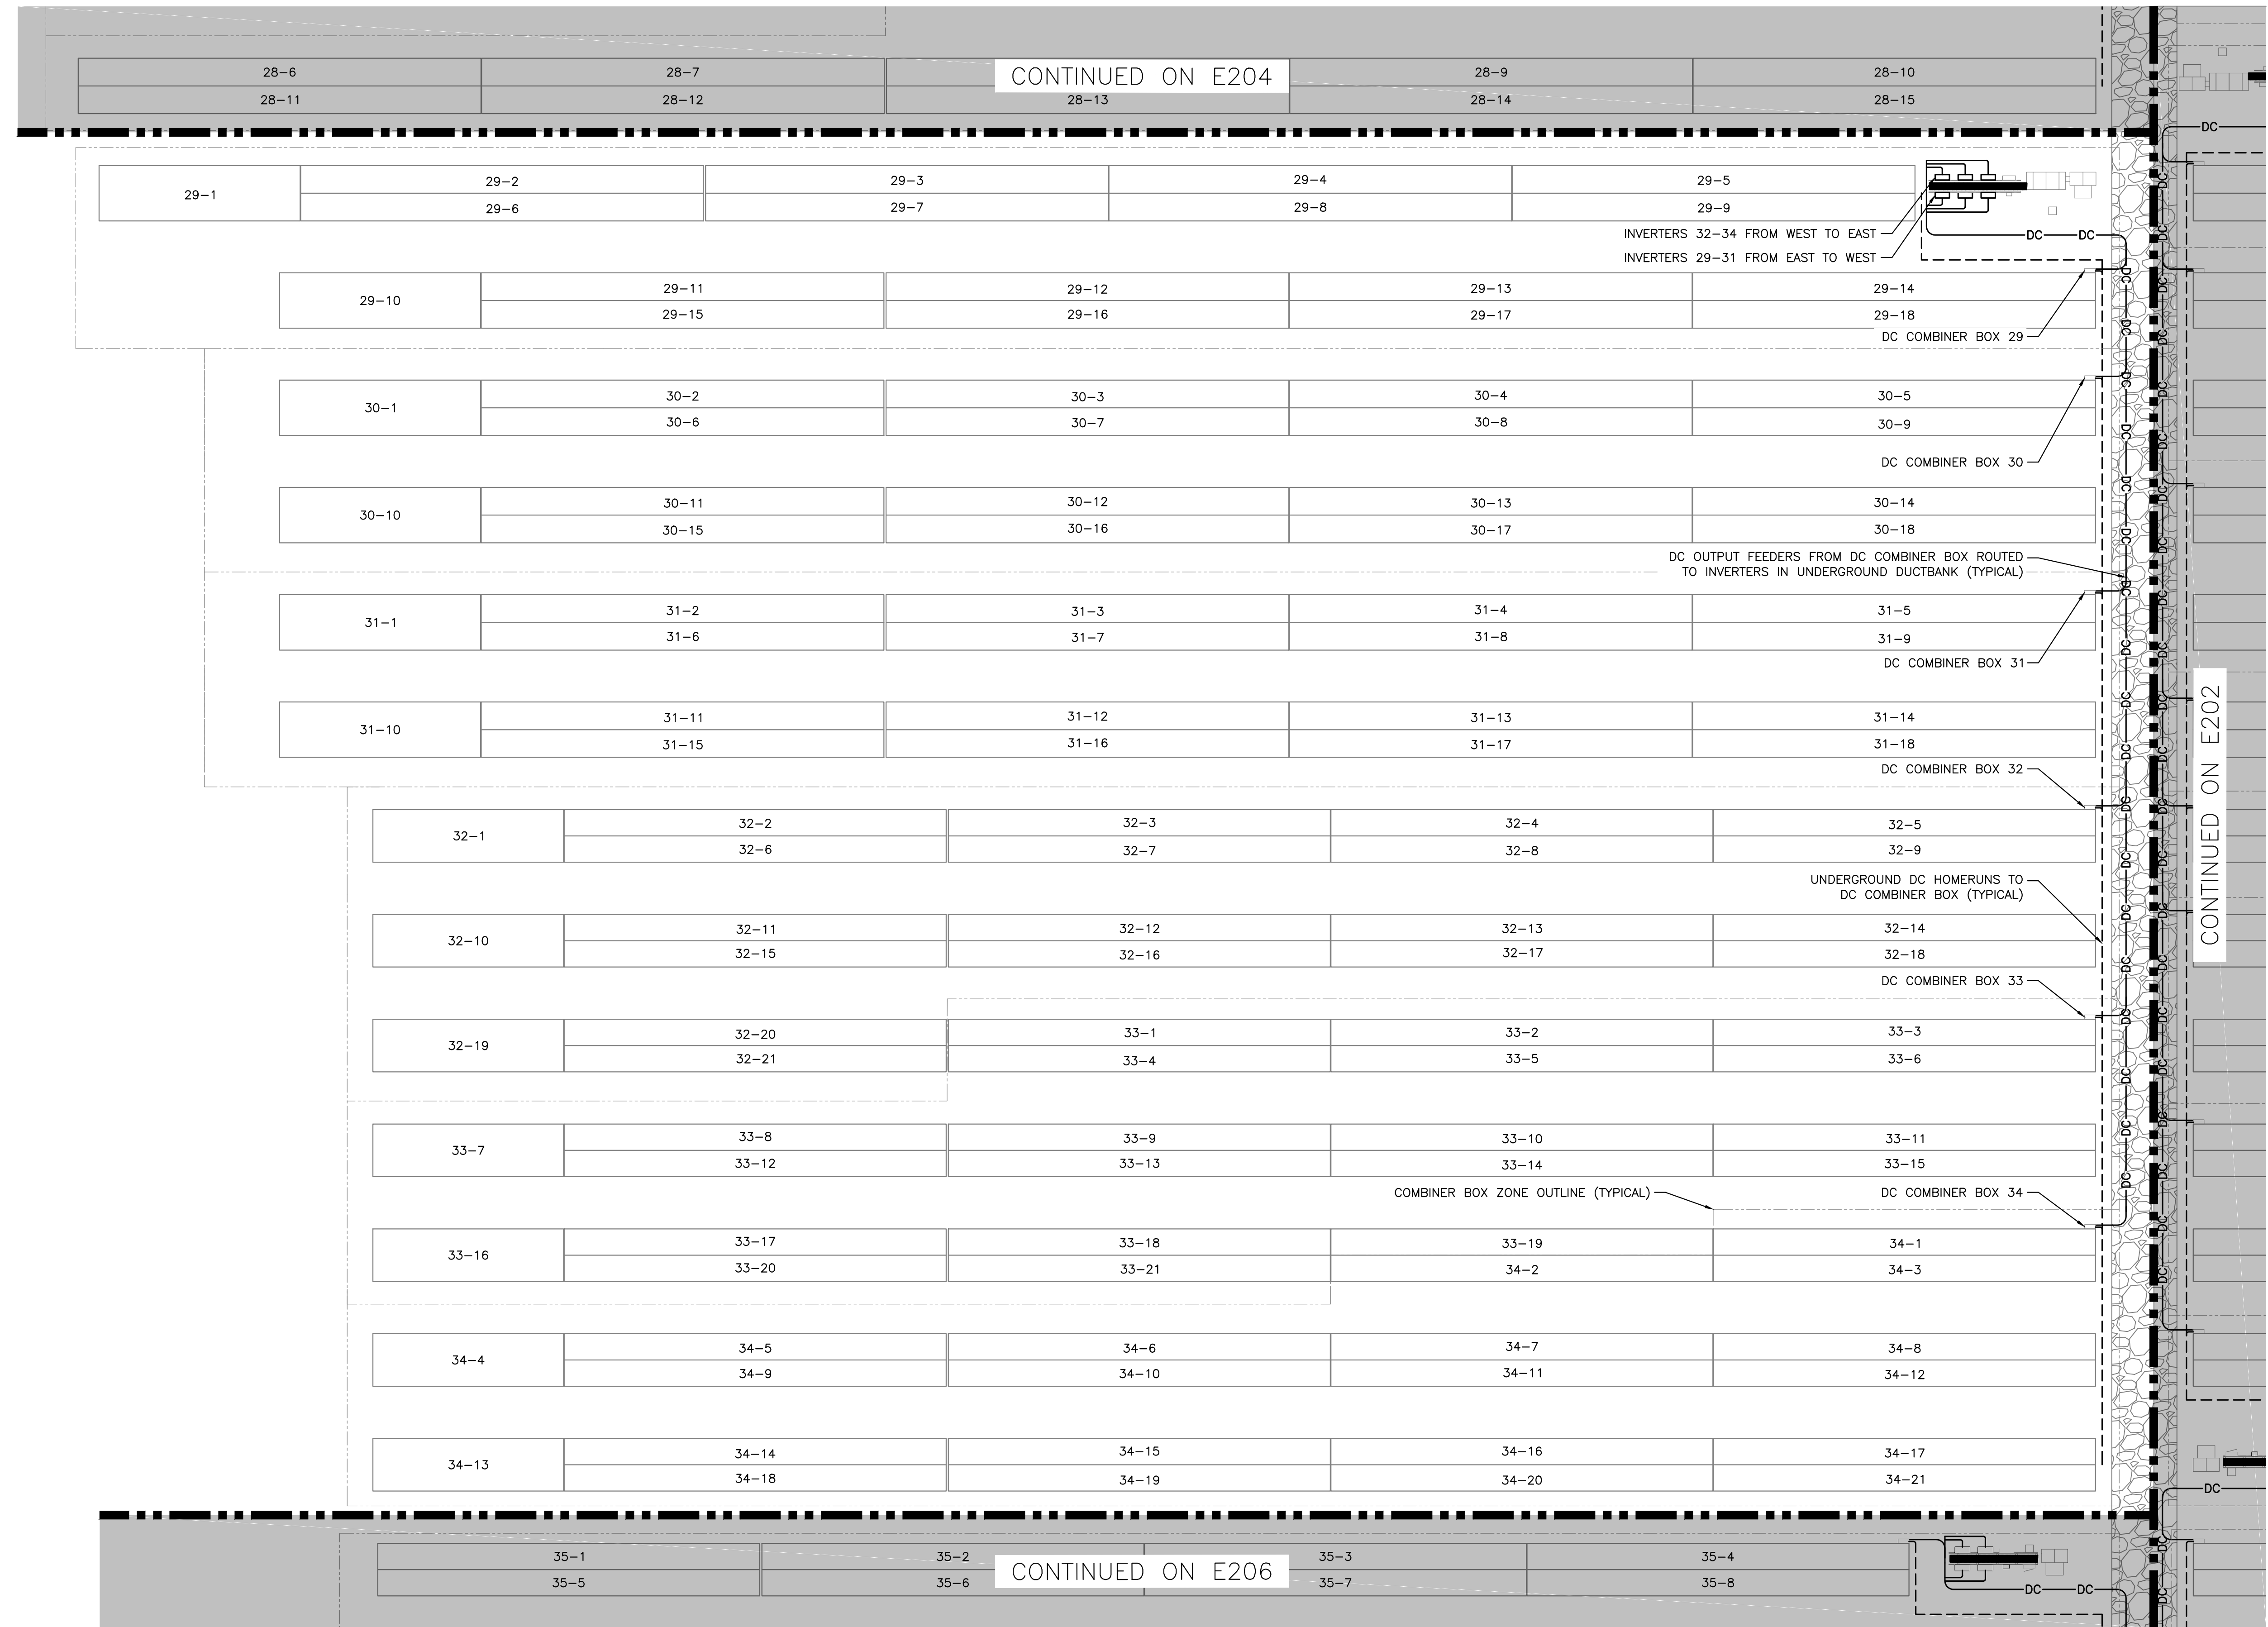 28-6 28-7 28-9 28-10
CONTINUED ON E204
28-11 28-12 28-13 28-14 28-15
DC
29-1
29-2 29-3 29-4 29-5
29-6 29-7 29-8 29-9
INVERTERS 32-34 FROM WEST TO EAST
DC DC
INVERTERS 29-31 FROM EAST TO WEST
29-10
29-11 29-12 29-13 29-14
29-15 29-16 29-17 29-18
DC COMBINER BOX 29
30-1
30-2 30-3 30-4 30-5
30-6 30-7 30-8 30-9
DC COMBINER BOX 30
30-10
30-11 30-12 30-13 30-14
30-15 30-16 30-17 30-18
DC OUTPUT FEEDERS FROM DC COMBINER BOX ROUTED
TO INVERTERS IN UNDERGROUND DUCTBANK (TYPICAL)
31-1
31-2 31-3 31-4 31-5
31-6 31-7 31-8 31-9
DC COMBINER BOX 31
31-10
31-11 31-12 31-13 31-14
31-15 31-16 31-17 31-18
DC COMBINER BOX 32
CONTINUED ON E202
32-1
32-2 32-3 32-4 32-5
32-6 32-7 32-8 32-9
UNDERGROUND DC HOMERUNS TO
DC COMBINER BOX (TYPICAL)
32-10
32-11 32-12 32-13 32-14
32-15 32-16 32-17 32-18
DC COMBINER BOX 33
32-19
32-20 33-1 33-2 33-3
32-21 33-4 33-5 33-6
33-7
33-8 33-9 33-10 33-11
33-12 33-13 33-14 33-15
COMBINER BOX ZONE OUTLINE (TYPICAL)
DC COMBINER BOX 34
33-16
33-17 33-18 33-19 34-1
33-20 33-21 34-2 34-3
34-4
34-5 34-6 34-7 34-8
34-9 34-10 34-11 34-12
34-13
34-14 34-15 34-16 34-17
34-18 34-19 34-20 34-21
DC
35-1 35-2 35-3 35-4
CONTINUED ON E206
35-5 35-6 35-7 35-8
DC DC